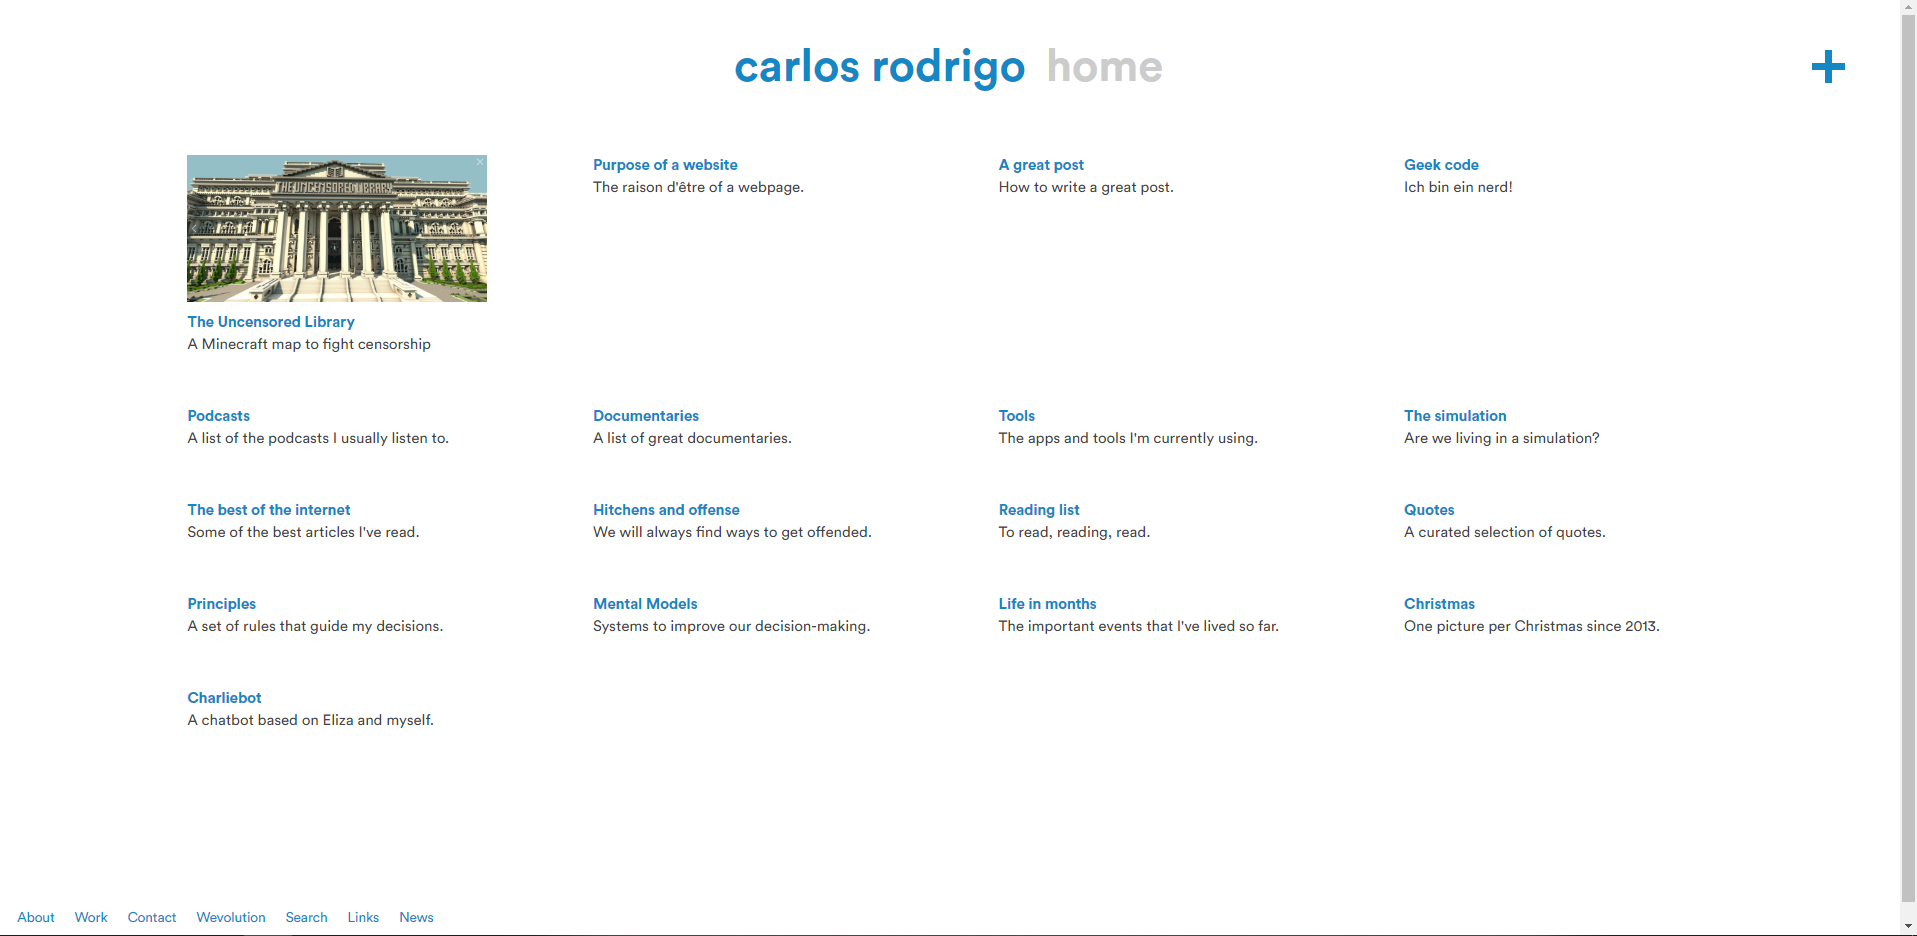 carlos rodrigo home
THE UNCENSORED LIBRARY
The Uncensored Library
A Minecraft map to fight censorship
Purpose of a website
The raison d'être of a webpage.
A great post
How to write a great post.
Geek code
Ich bin ein nerd!
Podcasts
A list of the podcasts I usually listen to.
Documentaries
A list of great documentaries.
Tools
The apps and tools I'm currently using.
The simulation
Are we living in a simulation?
The best of the internet
Some of the best articles I've read.
Hitchens and offense
We will always find ways to get offended.
Reading list
To read, reading, read.
Quotes
A curated selection of quotes.
Principles
A set of rules that guide my decisions.
Mental Models
Systems to improve our decision-making.
Life in months
The important events that I've lived so far.
Christmas
One picture per Christmas since 2013.
Charliebot
A chatbot based on Eliza and myself.
About Work Contact Wevolution Search Links News